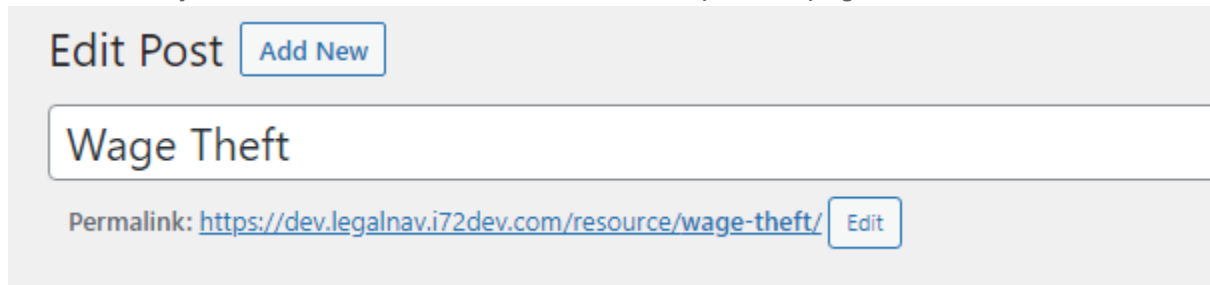 Edit Post Add New
Wage Theft
Permalink: https://dev.legalnav.i72dev.com/resource/wage-theft/ Edit